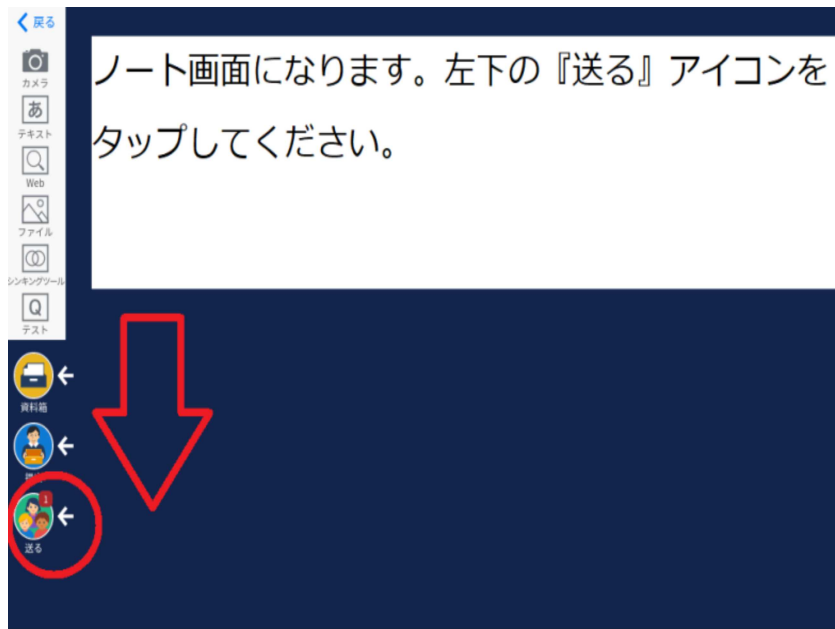 戻る
カメラ
あ
テキスト
Web
ファイル
シンキングツール
Q
テスト
資料箱
1
送る
ノート画面になります。左下の『送る』アイコンを
タップしてください。